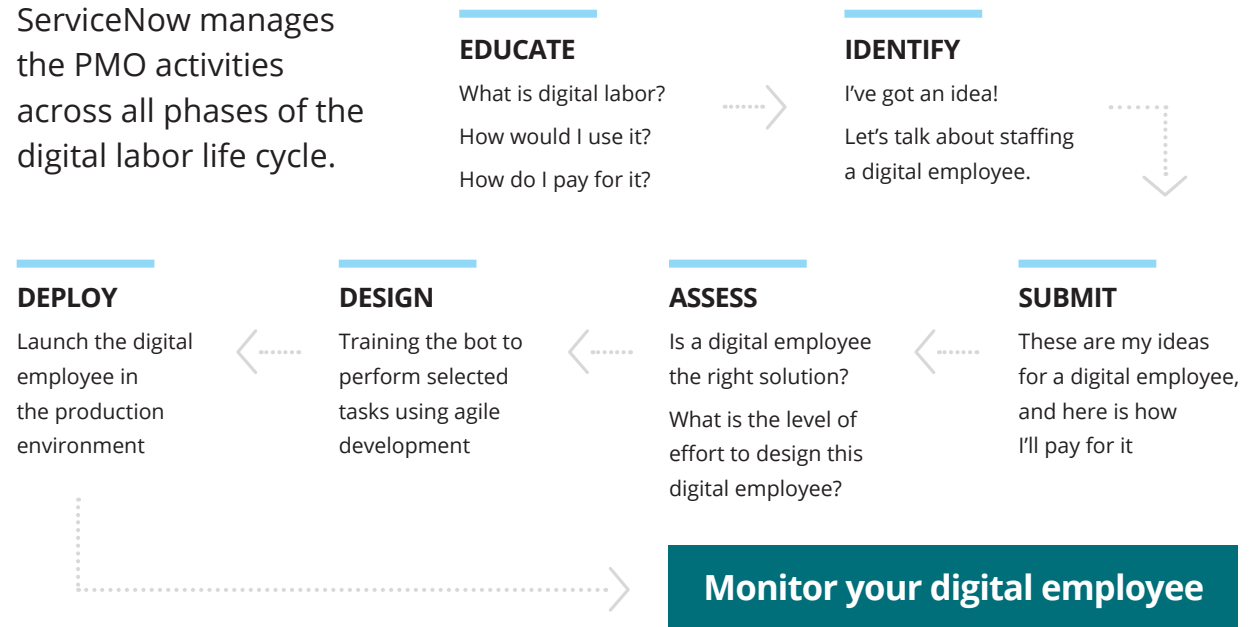 ServiceNow manages
the PMO activities
across all phases of the
digital labor life cycle.
EDUCATE
What is digital labor?
How would I use it?
How do I pay for it?
IDENTIFY
I’ve got an idea!
Let’s talk about staffing
a digital employee.
SUBMIT
These are my ideas
for a digital employee,
and here is how
I’ll pay for it
ASSESS
Is a digital employee
the right solution?
What is the level of
effort to design this
digital employee?
DESIGN
Training the bot to
perform selected
tasks using agile
development
DEPLOY
Launch the digital
employee in
the production
environment
Monitor your digital employee